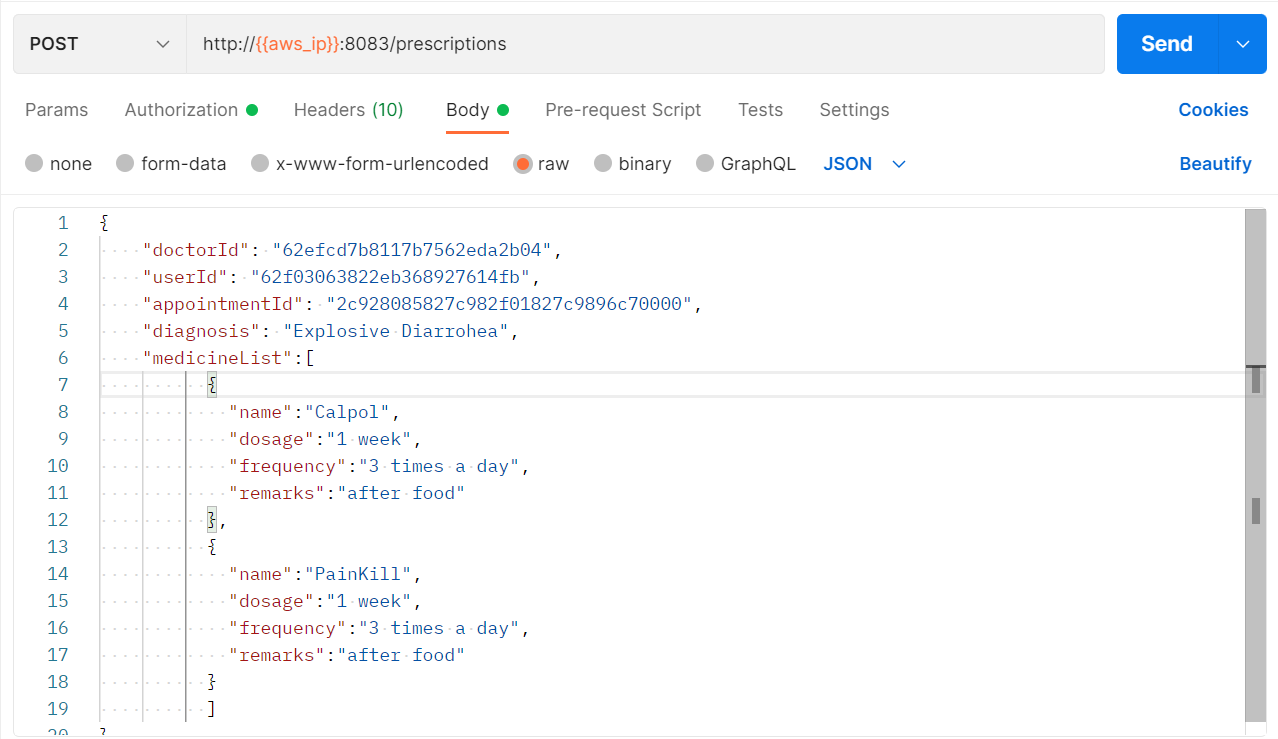 POST http://{{aws_ip}}:8083/prescriptions Send
Params Authorization Headers (10) Body Pre-request Script Tests Settings Cookies
none form-data x-www-form-urlencoded raw binary GraphQL JSON Beautify
1 {
2 "doctorId": "62efcd7b8117b7562eda2b04",
3 "userId": "62f03063822eb368927614fb",
4 "appointmentId": "2c928085827c982f01827c9896c70000",
5 "diagnosis": "Explosive Diarrohea",
6 "medicineList":[
7 {
8 "name":"Calpol",
9 "dosage":"1 week",
10 "frequency":"3 times a day",
11 "remarks":"after food"
12 },
13 {
14 "name":"PainKill",
15 "dosage":"1 week",
16 "frequency":"3 times a day",
17 "remarks":"after food"
18 }
19 ]
20 }